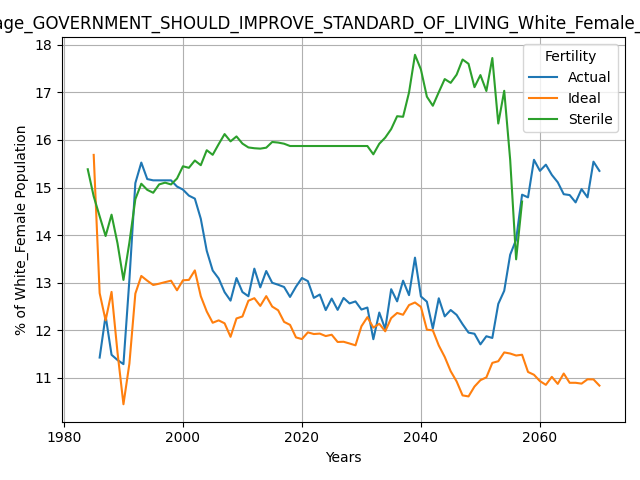 age_GOVERNMENT_SHOULD_IMPROVE_STANDARD_OF_LIVING_White_Female_
Fertility
Actual
Ideal
Sterile
% of White_Female Population
18
17
16
15
14
13
12
11
1980
2000
2020
2040
2060
Years